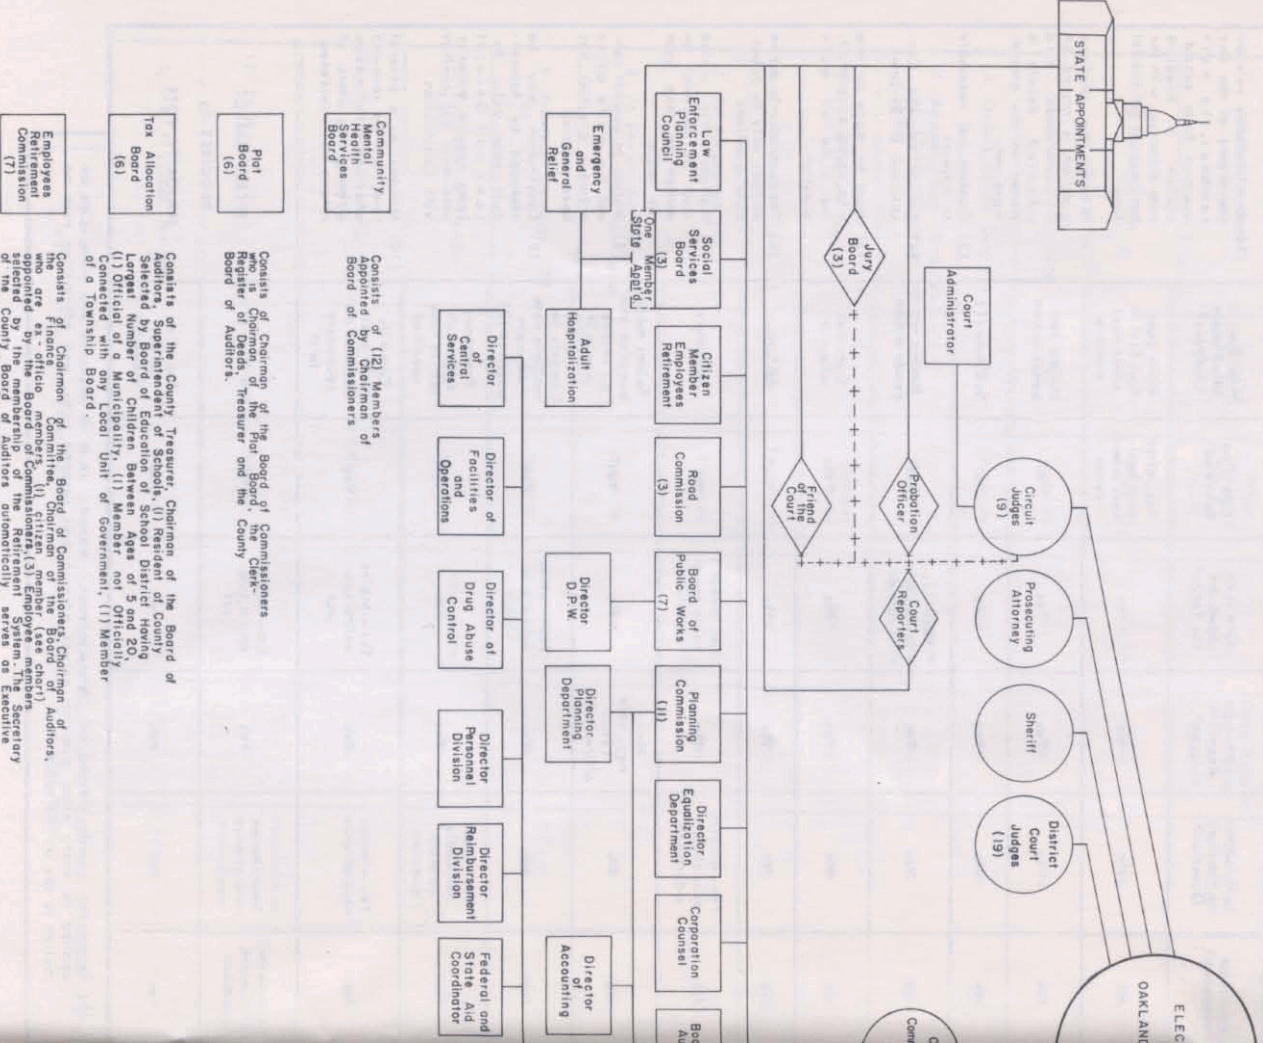 STATE APPOINTMENTS
ELEC
OAKLAND
Circuit
Judges
(9)
Prosecuting
Attorney
Sheriff
District
Court
Judges
(19)
Court
Administrator
Jury
Board
(3)
Probation
Officer
Friend
of the
Court
Court
Reporters
Law
Enforcement
Planning
Council
Social
Services
Board
(3)
One Member
State Appt'd.
Citizen
Member
Employees
Retirement
Road
Commission
(3)
Board of
Public Works
(7)
Planning
Commission
(11)
Director
Equalization
Department
Corporation
Counsel
Emergency
and
General
Relief
Adult
Hospitalization
Director
D.P.W.
Director
Planning
Department
Director
of
Accounting
Director
of
Central
Services
Director of
Facilities
and
Operations
Director of
Drug Abuse
Control
Director
Personnel
Division
Director
Reimbursement
Division
Federal and
State Aid
Coordinator
Community
Mental
Health
Services
Board
Consists of (12) Members
Appointed by Chairman of
Board of Commissioners
Plat
Board
(6)
Consists of Chairman of the Board of Commissioners
who is Chairman of the Plat Board, the Clerk-
Register of Deeds, Treasurer and the County
Board of Auditors.
Tax Allocation
Board
(6)
Consists of the County Treasurer, Chairman of the Board of
Auditors, Superintendent of Schools, (1) Resident of County
Selected by Board of Education of School District Having
Largest Number of Children Between Ages of 5 and 20,
(1) Official of a Municipality, (1) Member not Officially
Connected with any Local Unit of Government, (1) Member
of a Township Board.
Employees
Retirement
Commission
(7)
Consists of Chairman of the Board of Commissioners, Chairman of
the Finance Committee, Chairman of the Board of Auditors,
who are ex-officio members, (1) citizen member (see chart)
appointed by the Board of Commissioners, (3) Employee members
selected by the membership of the Retirement System. The Secretary
of the County Board of Auditors automatically serves as Executive